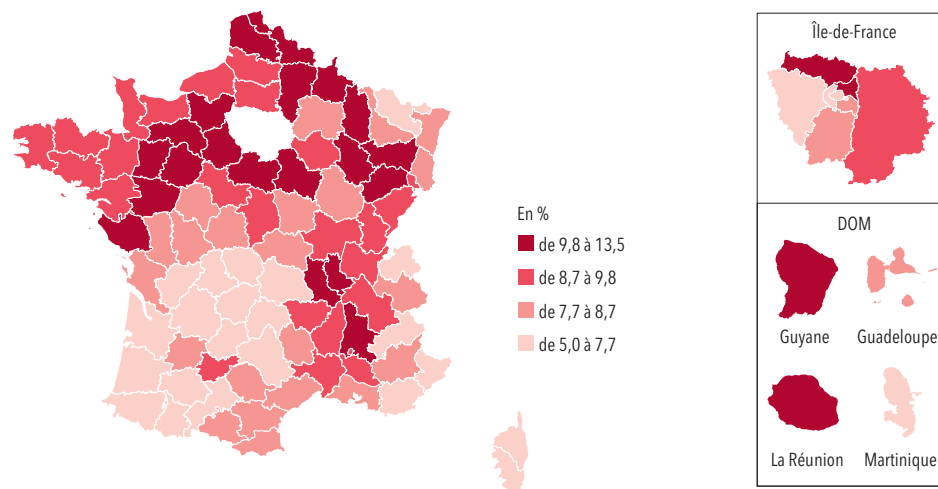 Île-de-France
En %
de 9,8 à 13,5
de 8,7 à 9,8
de 7,7 à 8,7
de 5,0 à 7,7
DOM
Guyane
Guadeloupe
La Réunion
Martinique